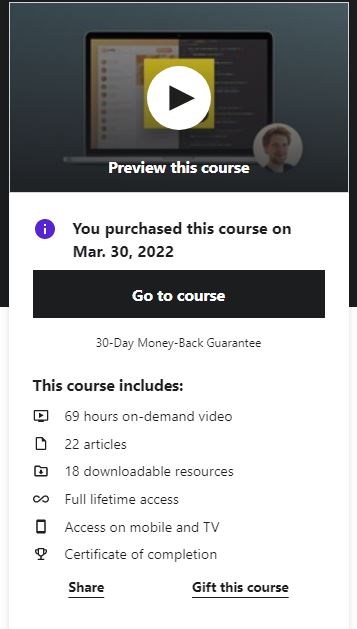 Preview this course
You purchased this course on
Mar. 30, 2022
Go to course
30-Day Money-Back Guarantee
This course includes:
69 hours on-demand video
22 articles
18 downloadable resources
Full lifetime access
Access on mobile and TV
Certificate of completion
Share
Gift this course